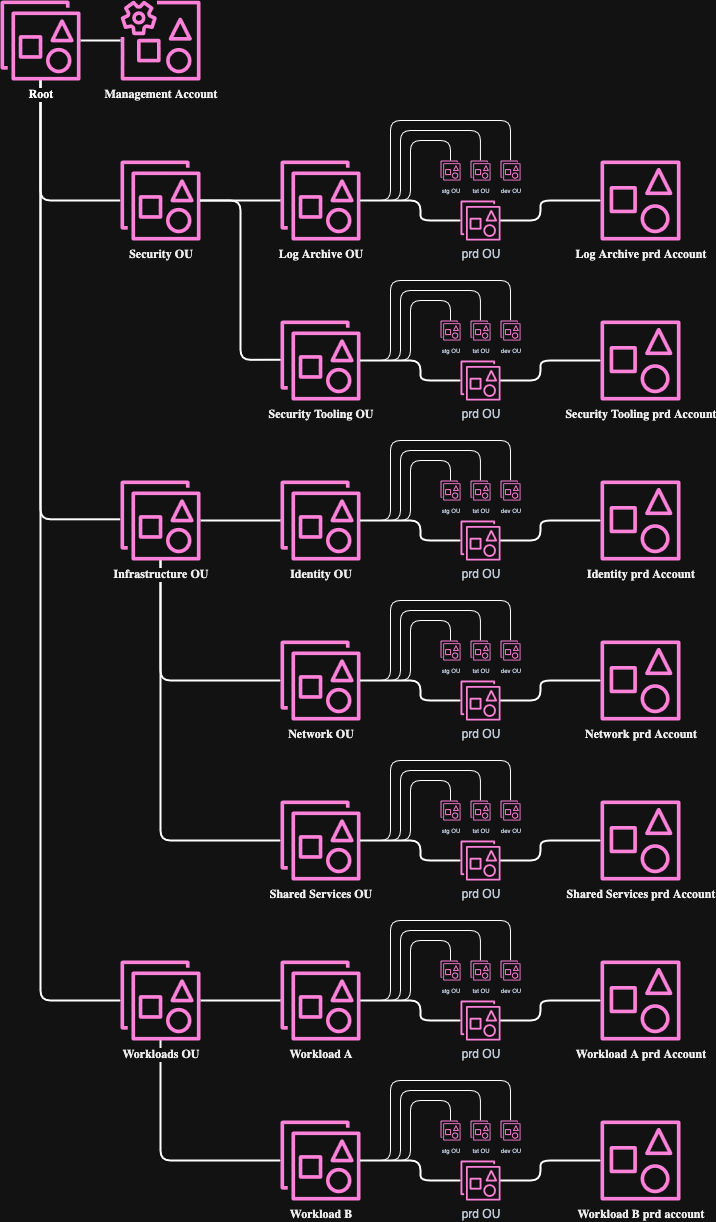 Root
Management Account
stg OU
tst OU
dev OU
Security OU
Log Archive OU
prd OU
Log Archive prd Account
stg OU
tst OU
dev OU
Security Tooling OU
prd OU
Security Tooling prd Account
stg OU
tst OU
dev OU
Infrastructure OU
Identity OU
prd OU
Identity prd Account
stg OU
tst OU
dev OU
Network OU
prd OU
Network prd Account
stg OU
tst OU
dev OU
Shared Services OU
prd OU
Shared Services prd Account
stg OU
tst OU
dev OU
Workloads OU
Workload A
prd OU
Workload A prd Account
stg OU
tst OU
dev OU
Workload B
prd OU
Workload B prd account